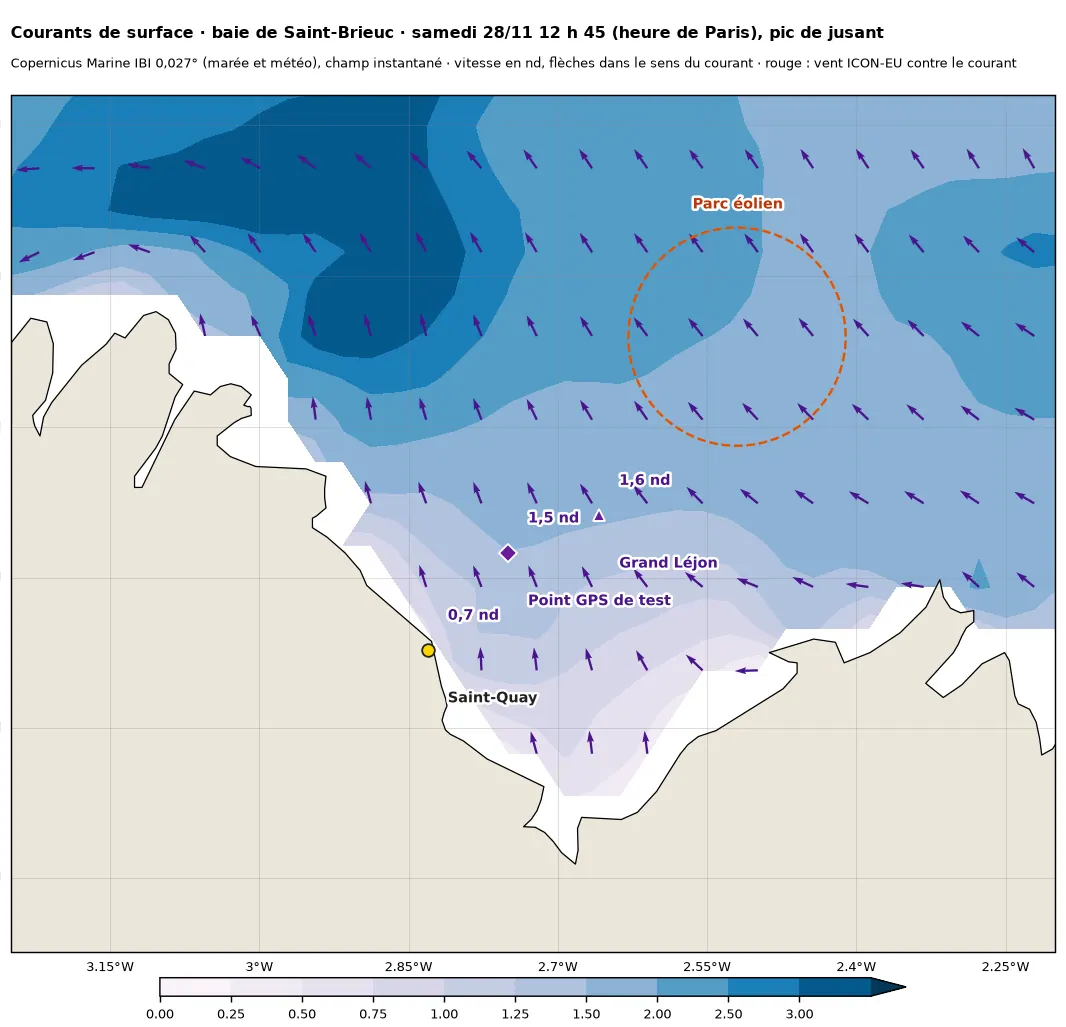 Courants de surface · baie de Saint-Brieuc · samedi 28/11 12 h 45 (heure de Paris), pic de jusant
Copernicus Marine IBI 0,027° (marée et météo), champ instantané · vitesse en nd, flèches dans le sens du courant · rouge : vent ICON-EU contre le courant
Parc éolien
1,6 nd
1,5 nd
Grand Léjon
Point GPS de test
0,7 nd
Saint-Quay
3.15°W 3°W 2.85°W 2.7°W 2.55°W 2.4°W 2.25°W
0.00 0.25 0.50 0.75 1.00 1.25 1.50 2.00 2.50 3.00